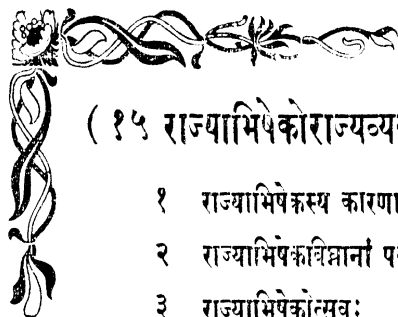 ( १५ राज्याभिषेकोराज्यव्य
१ राज्याभिषेकस्य कारणा
२ राज्याभिषेकविघ्नानां प
३ राज्याभिषेकोत्सवः